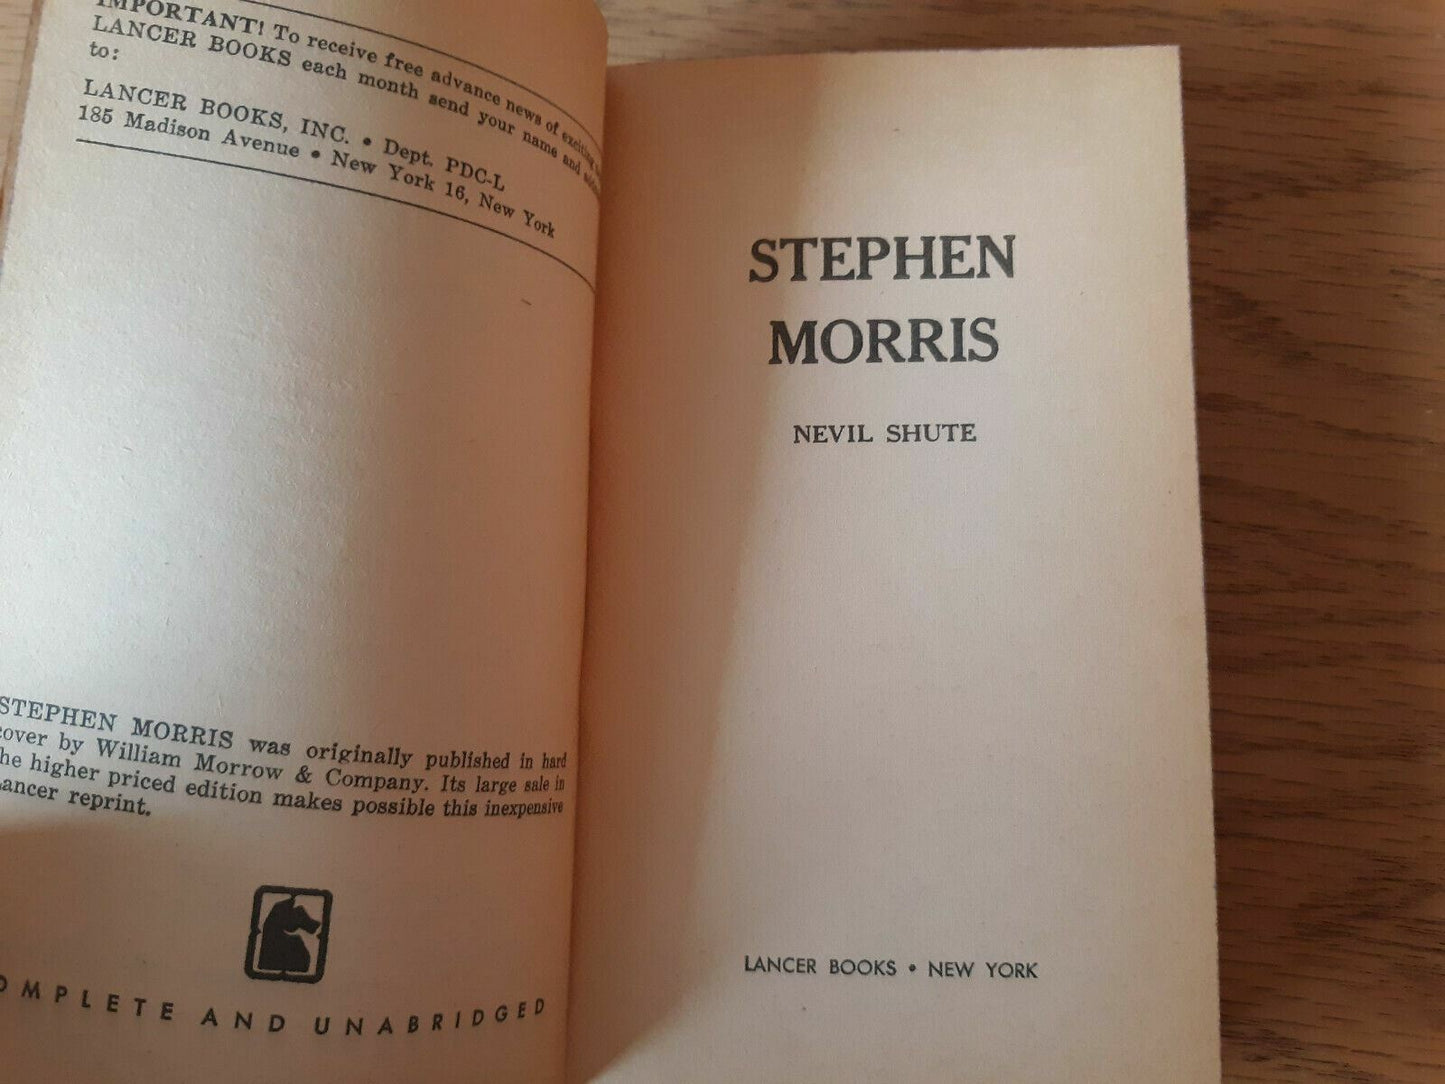 IMPORTANT! To receive free advance news of exciting
LANCER BOOKS each month send your name and
to:
LANCER BOOKS, INC. • Dept. PDC-L
185 Madison Avenue • New York 16, New York
STEPHEN MORRIS was originally published in hard
cover by William Morrow & Company. Its large sale in
the higher priced edition makes possible this inexpensive
Lancer reprint.
COMPLETE AND UNABRIDGED
STEPHEN
MORRIS
NEVIL SHUTE
LANCER BOOKS • NEW YORK